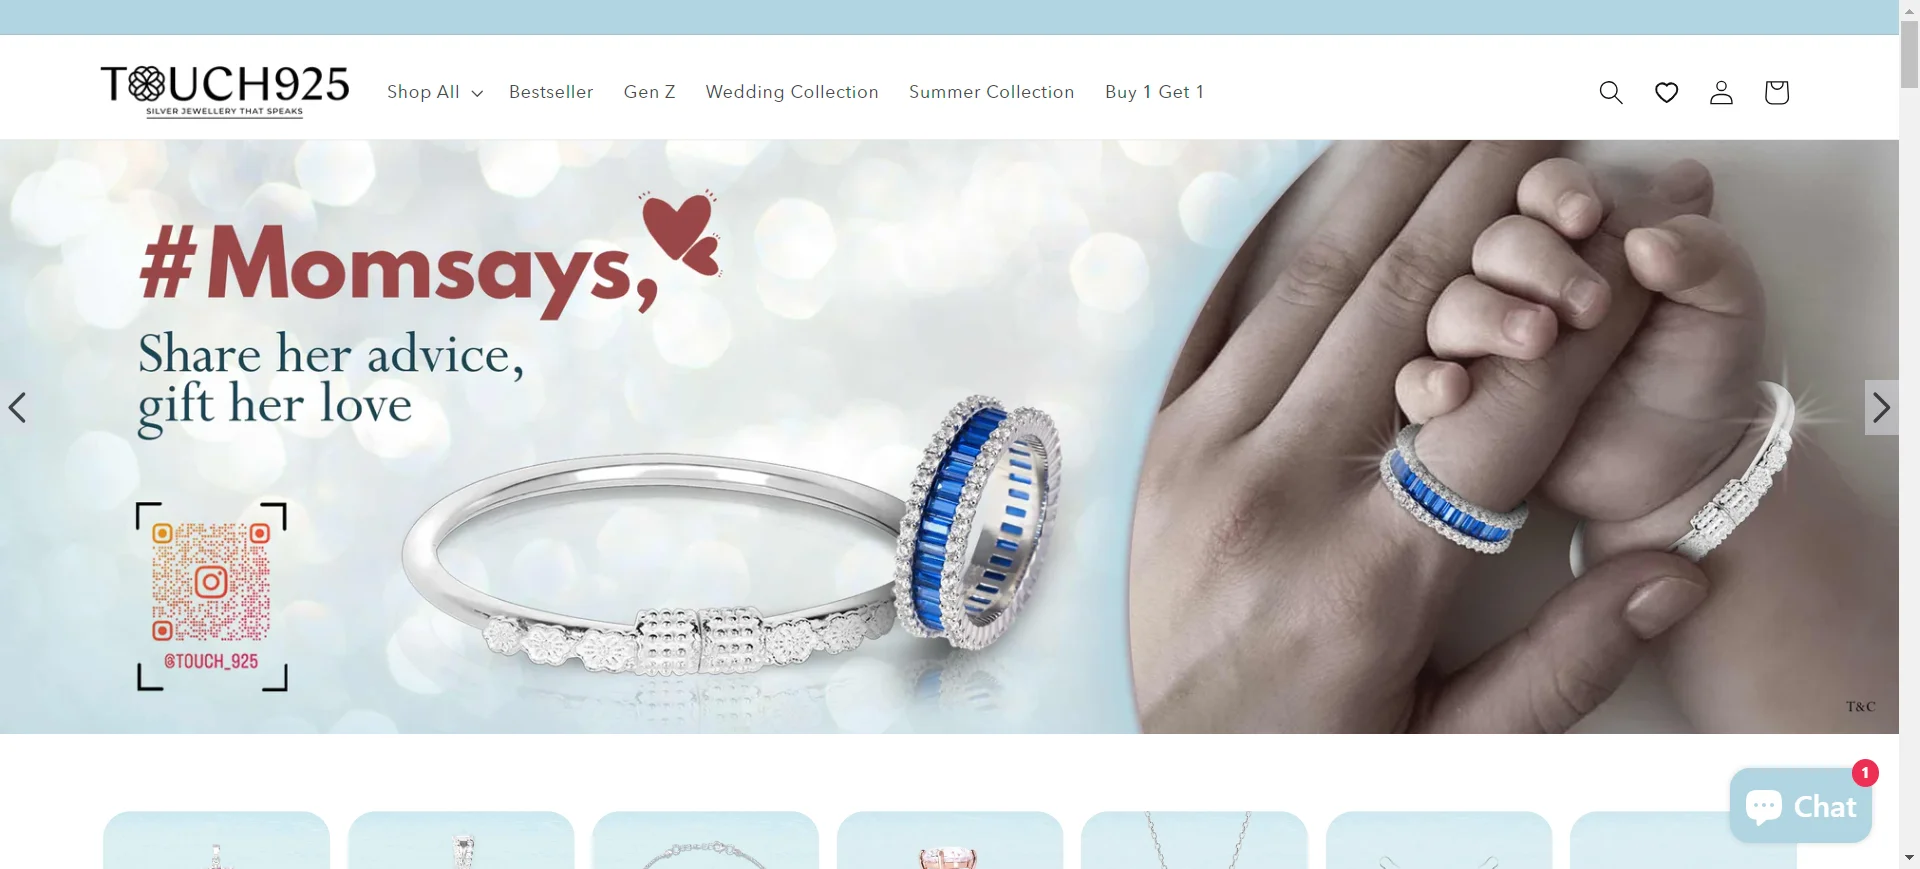 TOUCH925
SILVER JEWELLERY THAT SPEAKS
Shop All
Bestseller
Gen Z
Wedding Collection
Summer Collection
Buy 1 Get 1
#Momsays,
Share her advice,
gift her love
@TOUCH_925
T&C
1
Chat